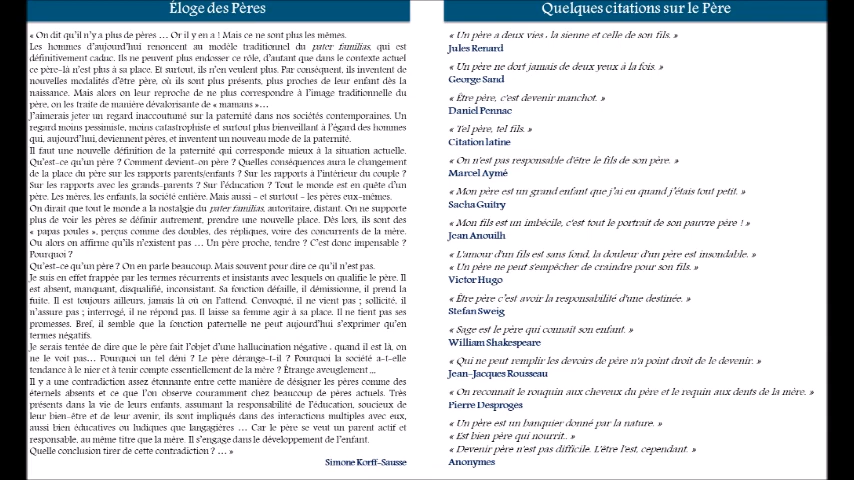 Éloge des Pères
« On dit qu'il n'y a plus de pères … Or il y en a ! Mais ce ne sont plus les mêmes.
Les hommes d'aujourd'hui renoncent au modèle traditionnel du pater familias, qui est
définitivement caduc. Ils ne peuvent plus endosser ce rôle, d'autant que dans le contexte actuel
ce père-là n'est plus à sa place. Et surtout, ils n'en veulent plus. Par conséquent, ils inventent de
nouvelles modalités d'être père, où ils sont plus présents, plus proches de leur enfant dès la
naissance. Mais alors on leur reproche de ne plus correspondre à l'image traditionnelle du
père, on les traite de manière dévalorisante de « mamans »…
J'aimerais jeter un regard inaccoutumé sur la paternité dans nos sociétés contemporaines. Un
regard moins pessimiste, moins catastrophiste et surtout plus bienveillant à l'égard des hommes
qui, aujourd'hui, deviennent pères, et inventent un nouveau mode de la paternité.
Il faut une nouvelle définition de la paternité qui corresponde mieux à la situation actuelle.
Qu'est-ce qu'un père ? Comment devient-on père ? Quelles conséquences aura le changement
de la place du père sur les rapports parents/enfants ? Sur les rapports à l'intérieur du couple ?
Sur les rapports avec les grands-parents ? Sur l'éducation ? Tout le monde est en quête d'un
père. Les mères, les enfants, la société entière. Mais aussi – et surtout – les pères eux-mêmes.
On dirait que tout le monde a la nostalgie du pater familias, autoritaire, distant. On ne supporte
plus de voir les pères se définir autrement, prendre une nouvelle place. Dès lors, ils sont des
« papas poules », perçus comme des doubles, des répliques, voire des concurrents de la mère.
Ou alors on affirme qu'ils n'existent pas … Un père proche, tendre ? C'est donc impensable ?
Pourquoi ?
Qu'est-ce qu'un père ? On en parle beaucoup. Mais souvent pour dire ce qu'il n'est pas.
Je suis en effet frappée par les termes récurrents et insistants avec lesquels on qualifie le père. Il
est absent, manquant, disqualifié, inconsistant. Sa fonction défaille, il démissionne, il prend la
fuite. Il est toujours ailleurs, jamais là où on l'attend. Convoqué, il ne vient pas ; sollicité, il
n'assure pas ; interrogé, il ne répond pas. Il laisse sa femme agir à sa place. Il ne tient pas ses
promesses. Bref, il semble que la fonction paternelle ne peut aujourd'hui s'exprimer qu'en
termes négatifs.
Je serais tentée de dire que le père fait l'objet d'une hallucination négative : quand il est là, on
ne le voit pas… Pourquoi un tel déni ? Le père dérange-t-il ? Pourquoi la société a-t-elle
tendance à le nier et à tenir compte essentiellement de la mère ? Étrange aveuglement …
Il y a une contradiction assez étonnante entre cette manière de désigner les pères comme des
éternels absents et ce que l'on observe couramment chez beaucoup de pères actuels. Très
présents dans la vie de leurs enfants, assumant la responsabilité de l'éducation, soucieux de
leur bien-être et de leur avenir, ils sont impliqués dans des interactions multiples avec eux,
aussi bien éducatives ou ludiques que langagières … Car le père se veut un parent actif et
responsable, au même titre que la mère. Il s'engage dans le développement de l'enfant.
Quelle conclusion tirer de cette contradiction ? … »
Simone Korff-Sausse
Quelques citations sur le Père
« Un père a deux vies : la sienne et celle de son fils. »
Jules Renard
« Un père ne dort jamais de deux yeux à la fois. »
George Sand
« Être père, c'est devenir manchot. »
Daniel Pennac
« Tel père, tel fils. »
Citation latine
« On n'est pas responsable d'être le fils de son père. »
Marcel Aymé
« Mon père est un grand enfant que j'ai eu quand j'étais tout petit. »
Sacha Guitry
« Mon fils est un imbécile, c'est tout le portrait de son pauvre père ! »
Jean Anouilh
« L'amour d'un fils est sans fond, la douleur d'un père est insondable. »
« Un père ne peut s'empêcher de craindre pour son fils. »
Victor Hugo
« Être père c'est avoir la responsabilité d'une destinée. »
Stefan Sweig
« Sage est le père qui connait son enfant. »
William Shakespeare
« Qui ne peut remplir les devoirs de père n'a point droit de le devenir. »
Jean-Jacques Rousseau
« On reconnaît le rouquin aux cheveux du père et le requin aux dents de la mère. »
Pierre Desproges
« Un père est un banquier donné par la nature. »
« Est bien père qui nourrit. »
« Devenir père n'est pas difficile. L'être l'est, cependant. »
Anonymes